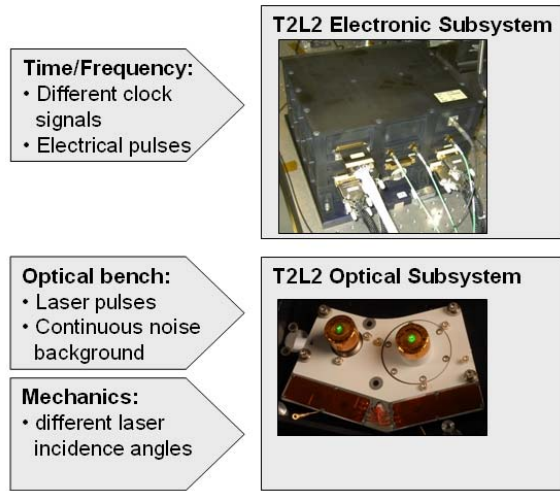 T2L2 Electronic Subsystem
Time/Frequency:
• Different clock
signals
• Electrical pulses
Optical bench:
• Laser pulses
• Continuous noise
background
T2L2 Optical Subsystem
Mechanics:
• different laser
incidence angles